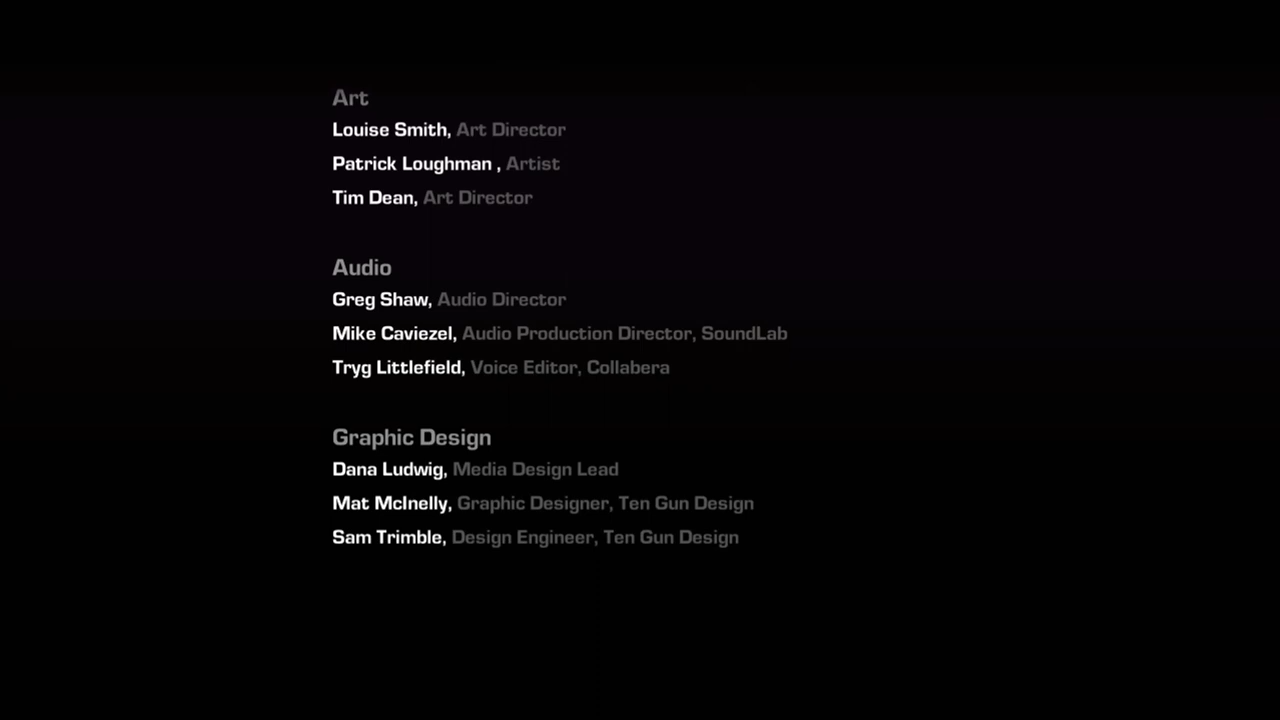 Art
Louise Smith, Art Director
Patrick Loughman , Artist
Tim Dean, Art Director
Audio
Greg Shaw, Audio Director
Mike Caviezel, Audio Production Director, SoundLab
Tryg Littlefield, Voice Editor, Collabera
Graphic Design
Dana Ludwig, Media Design Lead
Mat McInelly, Graphic Designer, Ten Gun Design
Sam Trimble, Design Engineer, Ten Gun Design